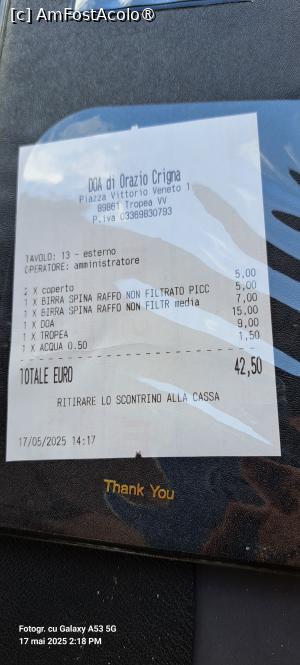 [c] AmFostAcolo®
DOA di Orazio Crigna
Piazza Vittorio Veneto 1
89861 Tropea VV
P.iva 03369830793
TAVOLO: 13 - esterno
OPERATORE: amministratore
2 X coperto 5,00
1 X BIRRA SPINA RAFFO NON FILTRATO PICC 5,00
1 X BIRRA SPINA RAFFO NON FILTR media 7,00
1 X DOA 15,00
1 X TROPEA 9,00
1 X ACQUA 0.50 1,50
TOTALE EURO 42,50
RITIRARE LO SCONTRINO ALLA CASSA
17/05/2025 14:17
Thank You
Fotogr. cu Galaxy A53 5G
17 mai 2025 2:18 PM